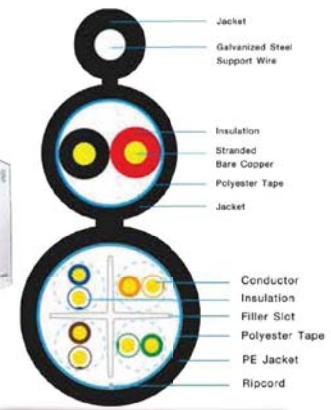 Jacket
Galvanized Steel
Support Wire
Insulation
Stranded
Bare Copper
Polyester Tape
Jacket
Conductor
Insulation
Filler Slot
Polyester Tape
PE Jacket
Ripcord